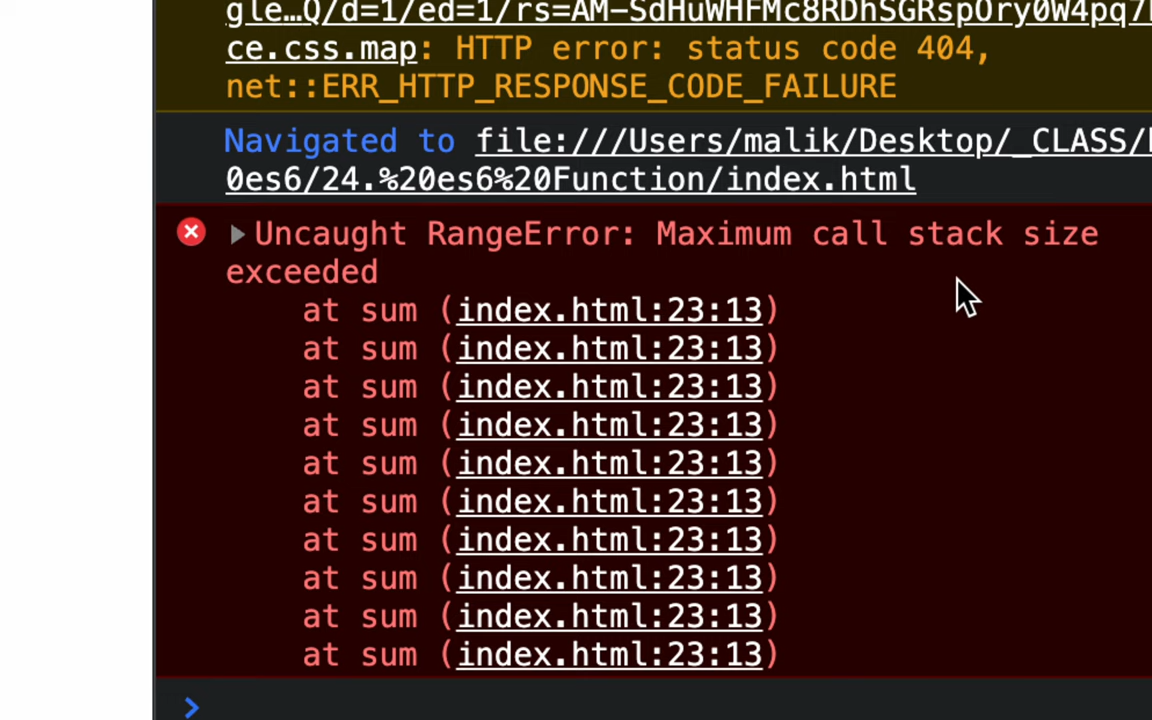 gle…Q/d=1/ed=1/rs=AM-SdHuWHFMc8RDhSGRspOry0W4pq7
ce.css.map: HTTP error: status code 404,
net::ERR_HTTP_RESPONSE_CODE_FAILURE
Navigated to file:///Users/malik/Desktop/_CLASS/
0es6/24.%20es6%20Function/index.html
Uncaught RangeError: Maximum call stack size
exceeded
at sum (index.html:23:13)
at sum (index.html:23:13)
at sum (index.html:23:13)
at sum (index.html:23:13)
at sum (index.html:23:13)
at sum (index.html:23:13)
at sum (index.html:23:13)
at sum (index.html:23:13)
at sum (index.html:23:13)
at sum (index.html:23:13)